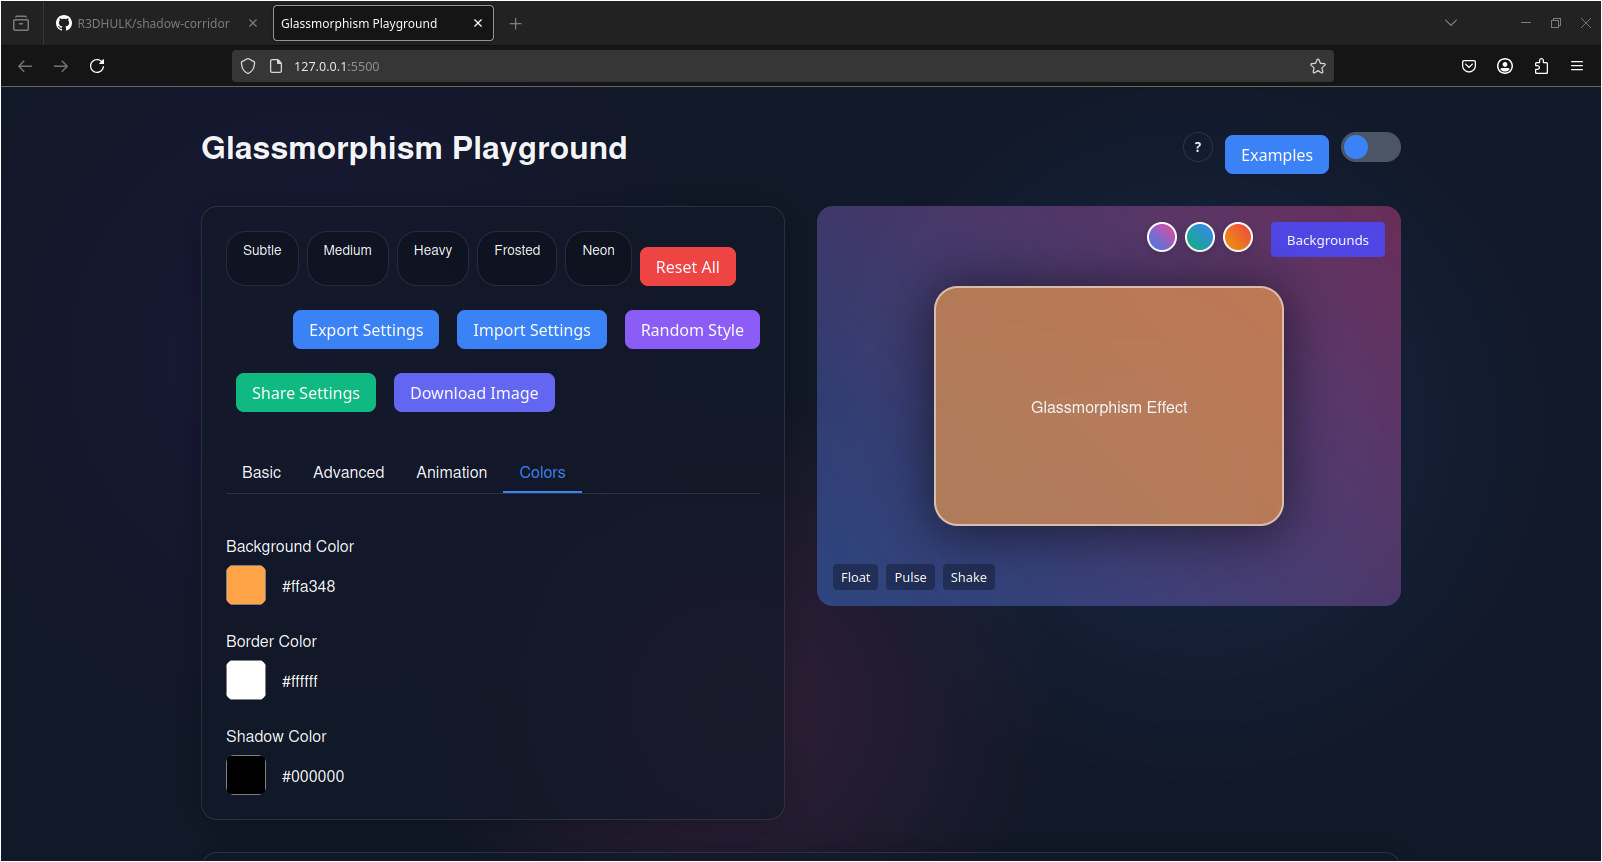 R3DHULK/shadow-corridor
Glassmorphism Playground
127.0.0.1:5500
Glassmorphism Playground
?
Examples
Subtle
Medium
Heavy
Frosted
Neon
Reset All
Export Settings
Import Settings
Random Style
Share Settings
Download Image
Basic
Advanced
Animation
Colors
Background Color
#ffa348
Border Color
#ffffff
Shadow Color
#000000
Backgrounds
Glassmorphism Effect
Float
Pulse
Shake